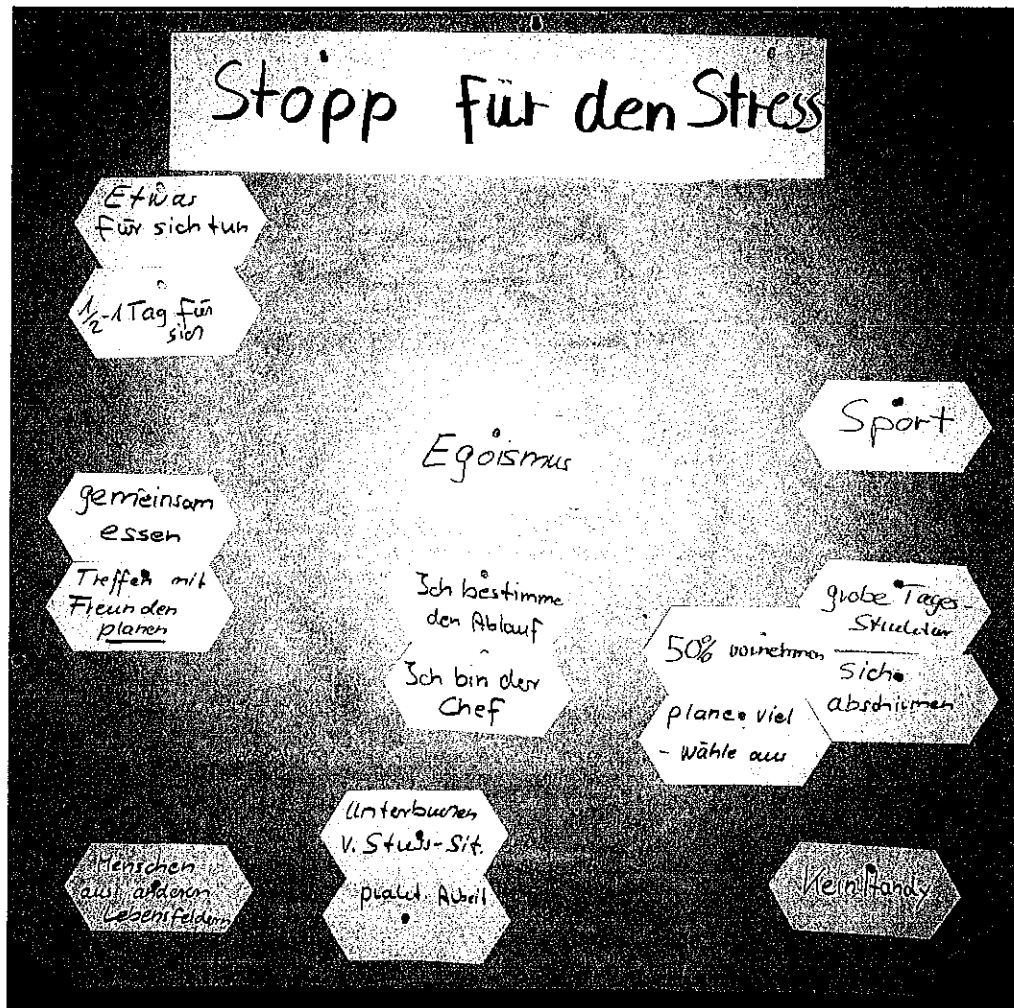 Stopp für den Stress
Etwas
für sich tun
1/2-1 Tag für
sich
Egoismus
Sport
gemeinsam
essen
Treffen mit
Freunden
planen
Ich bestimme
den Ablauf
Ich bin der
Chef
grobe Tages-
Struktur
50% vornehmen
sich
abschirmen
plane viel
- wähle aus
Unterbrechen
v. Stress-Sit.
prakt. Arbeit
Menschen
aus anderen
Lebensfeldern
Kein Handy